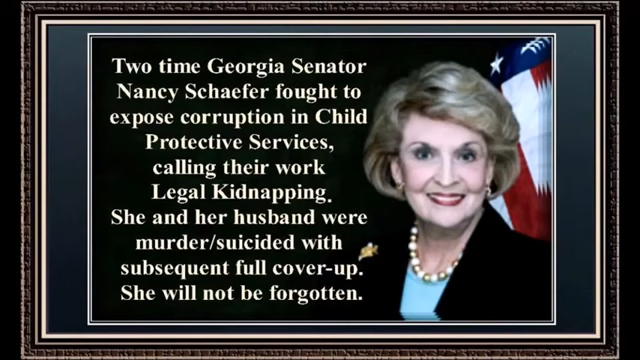 Two time Georgia Senator
Nancy Schaefer fought to
expose corruption in Child
Protective Services,
calling their work
Legal Kidnapping.
She and her husband were
murder/suicided with
subsequent full cover-up.
She will not be forgotten.